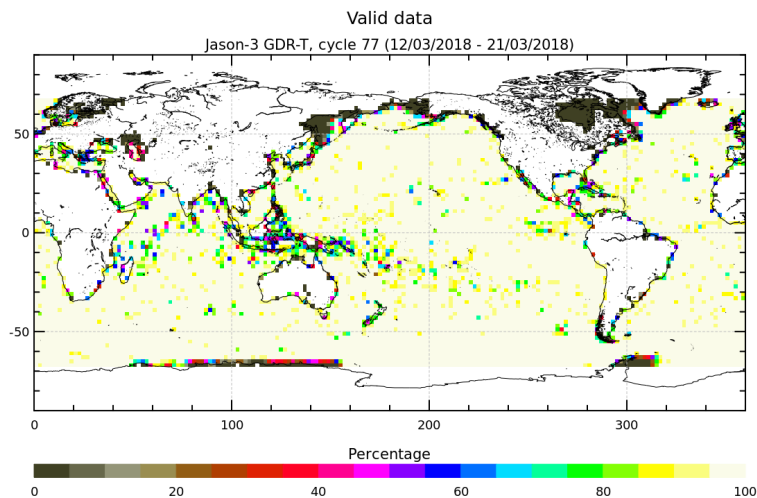 Valid data
Jason-3 GDR-T, cycle 77 (12/03/2018 - 21/03/2018)
50
0
-50
0 100 200 300
Percentage
0 20 40 60 80 100